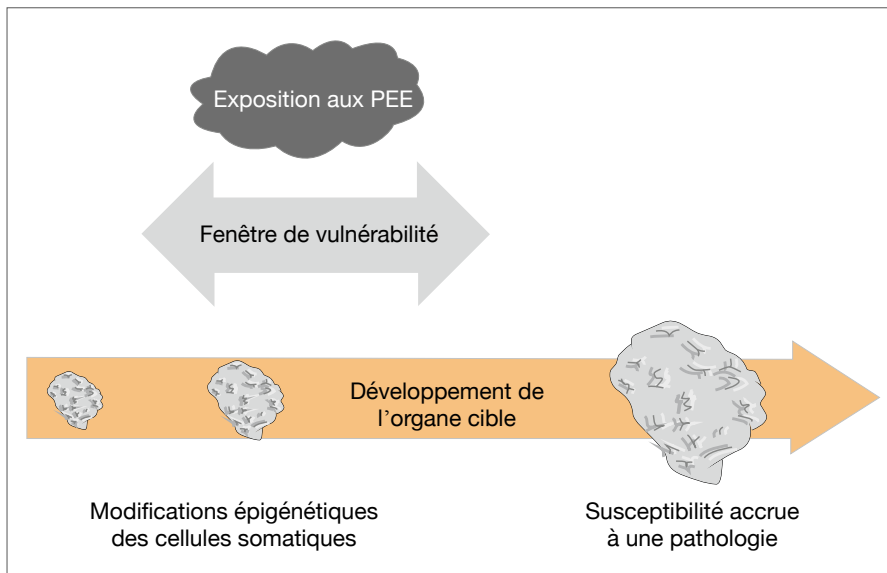 Exposition aux PEE
Fenêtre de vulnérabilité
Développement de
l'organe cible
Modifications épigénétiques
des cellules somatiques
Susceptibilité accrue
à une pathologie